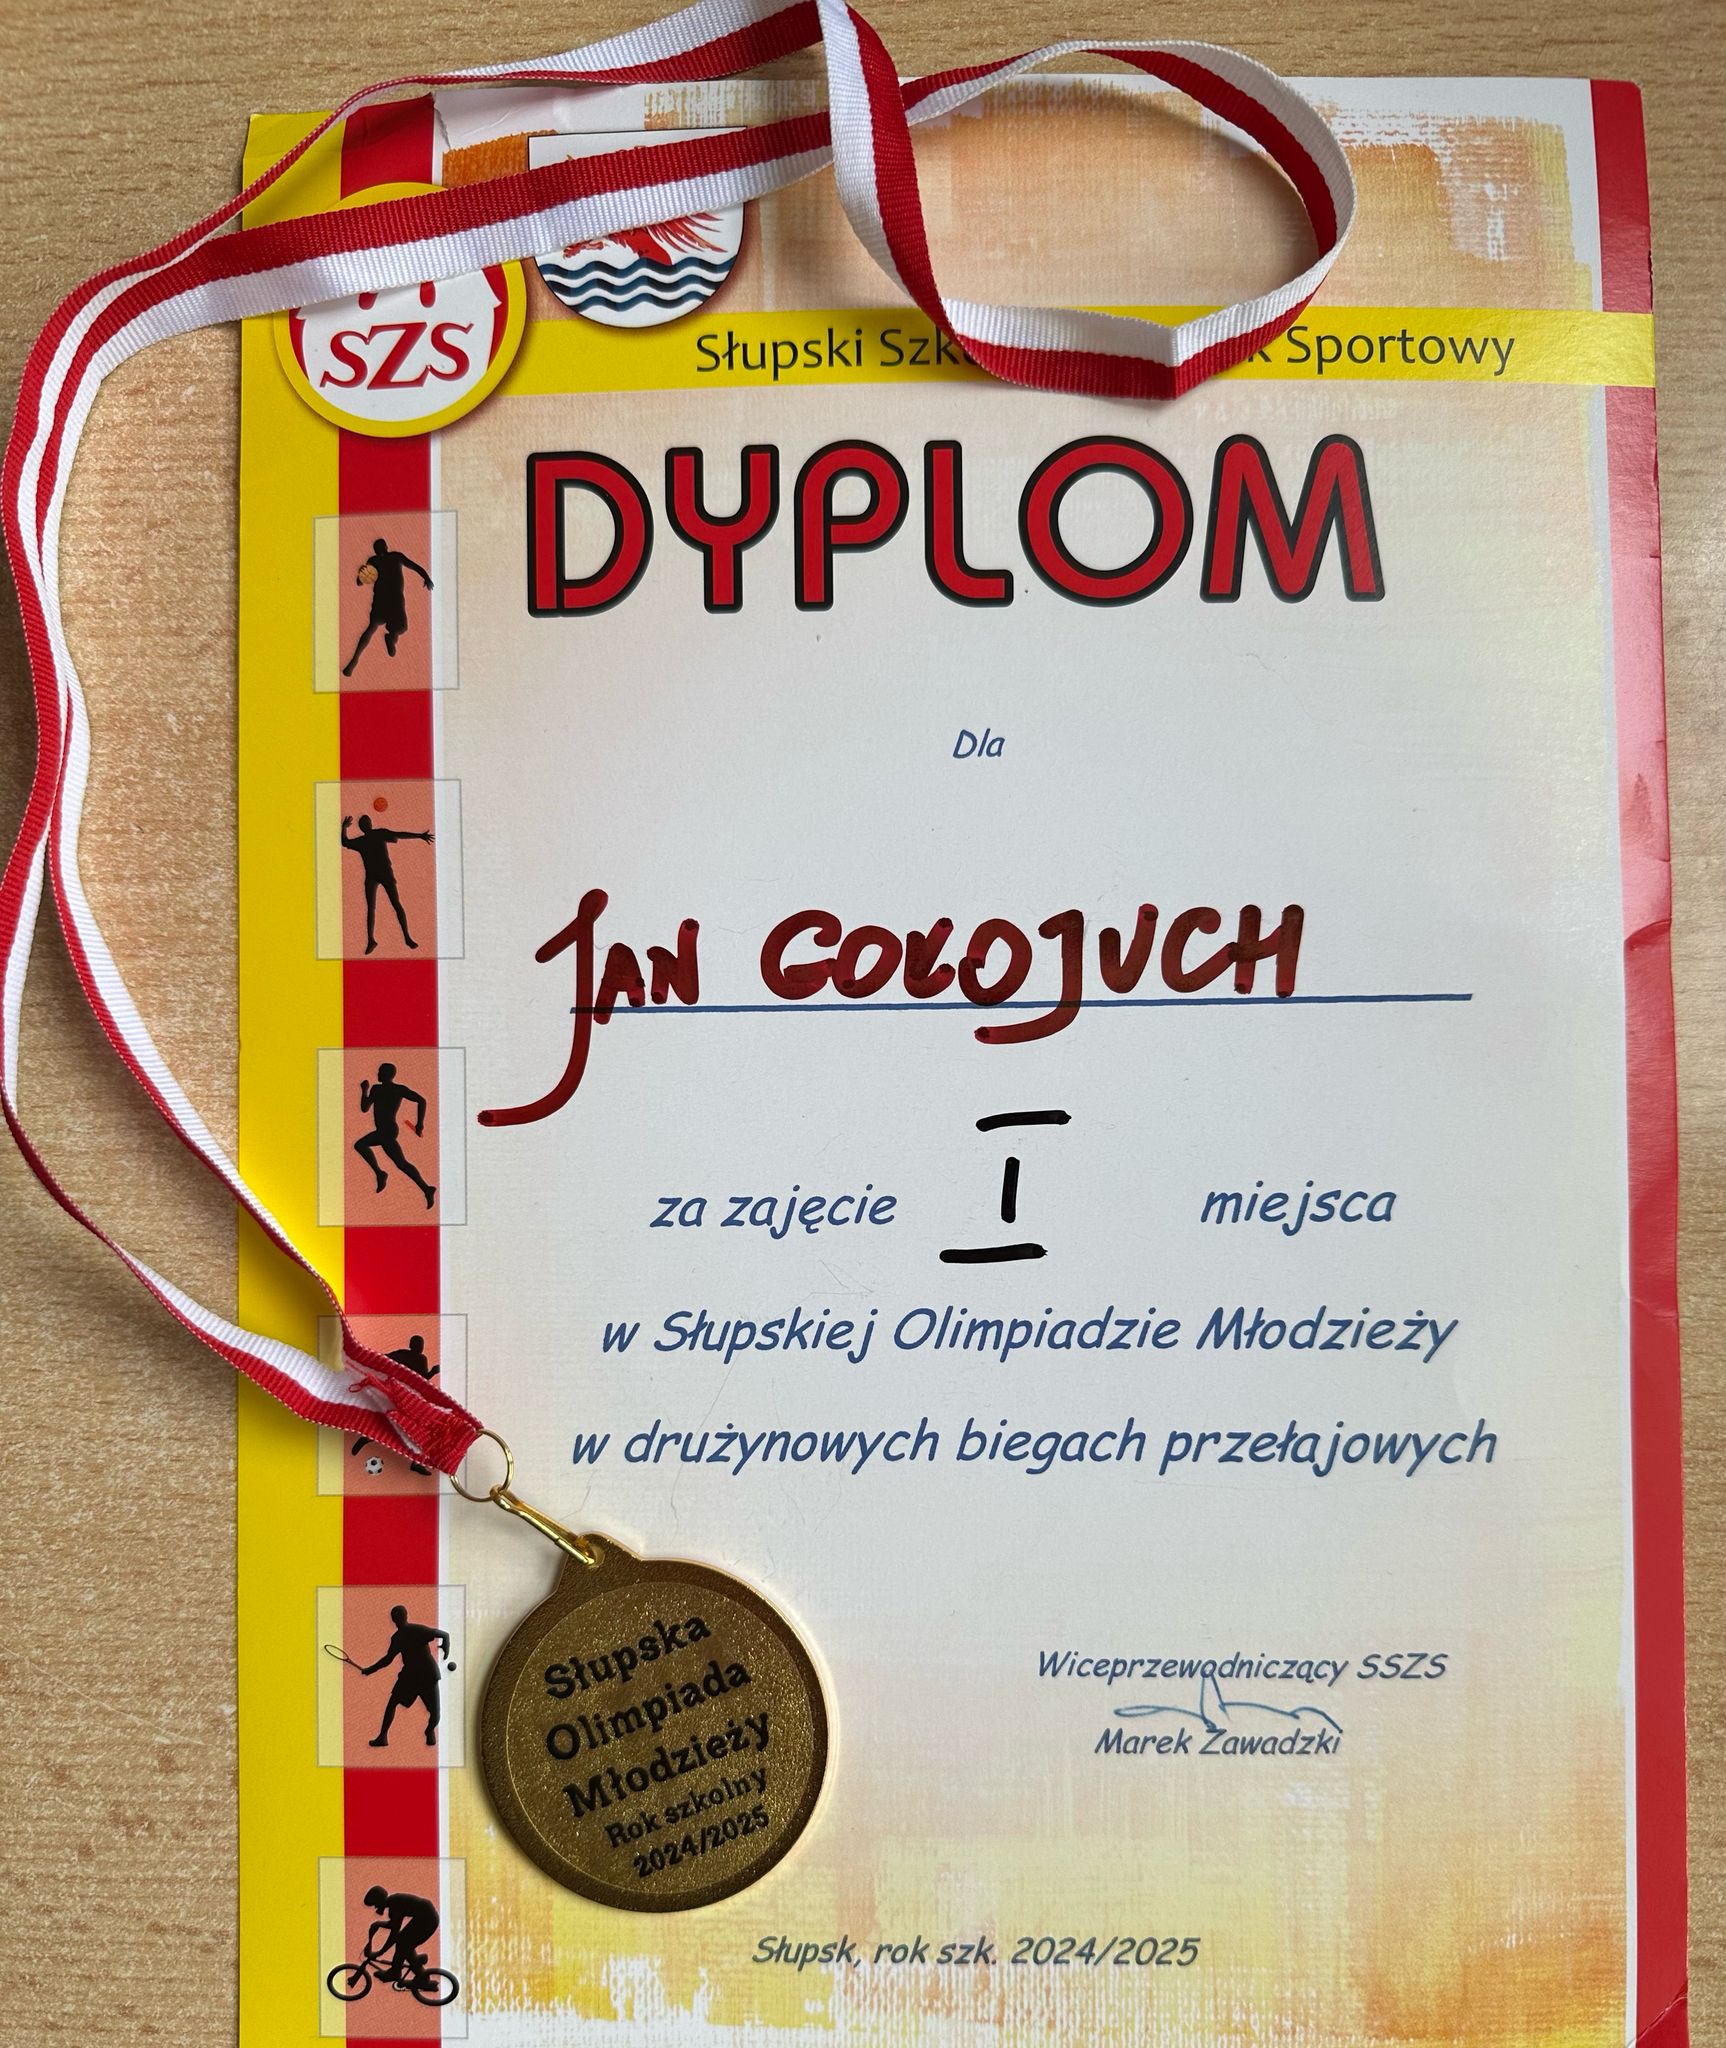 SZS
Słupski Sportowy
DYPLOM
Dla
JAN GOŁOJUCH
za zajęcie I miejsca
w Słupskiej Olimpiadzie Młodzieży
w drużynowych biegach przełajowych
Wiceprzewodniczący SSZS
Marek Zawadzki
Słupska
Olimpiada
Młodzieży
Rok szkolny
2024/2025
Słupsk, rok szk. 2024/2025